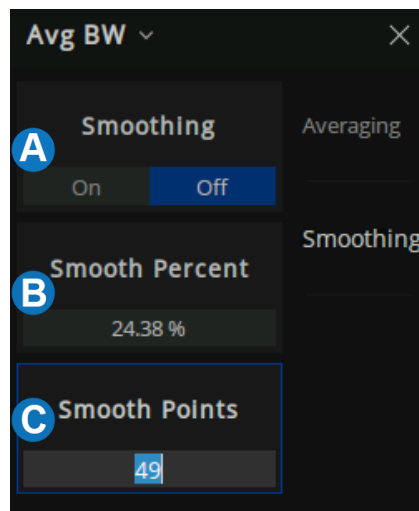 Avg BW
Smoothing
A
On Off
Averaging
Smoothing
Smooth Percent
B
24.38 %
Smooth Points
C
49